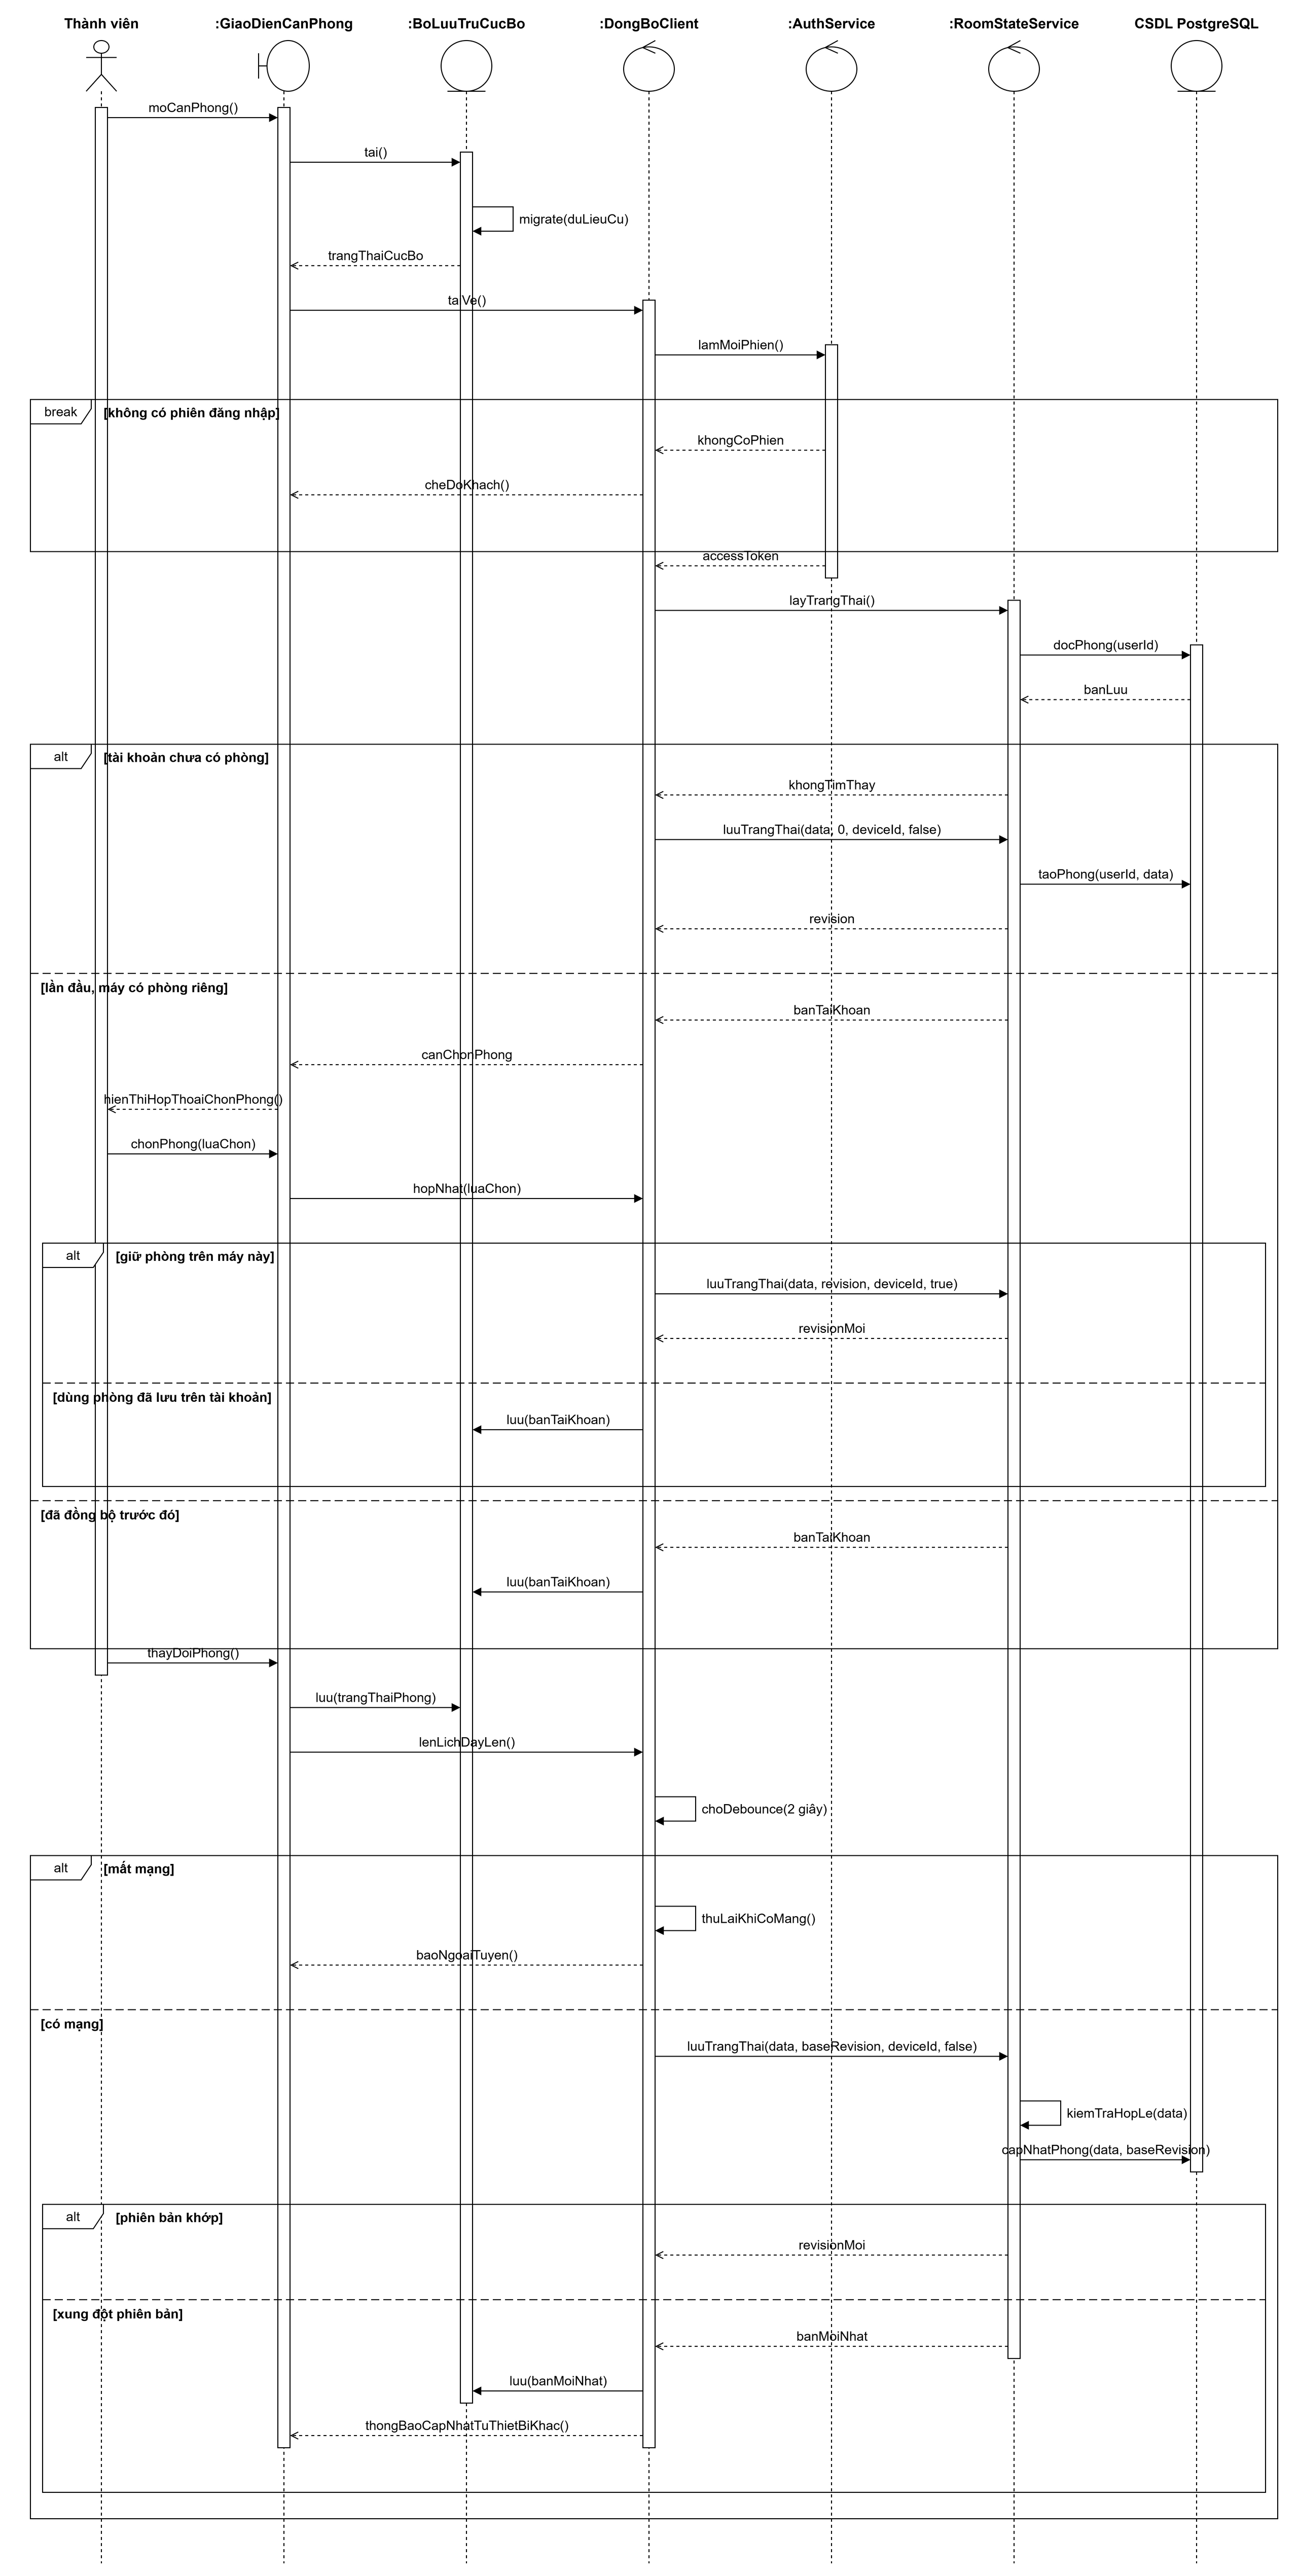 Thành viên
:GiaoDienCanPhong
:BoLuuTruCucBo
:DongBoClient
:AuthService
:RoomStateService
CSDL PostgreSQL
moCanPhong()
tai()
migrate(duLieuCu)
trangThaiCucBo
taiVe()
lamMoiPhien()
break
[không có phiên đăng nhập]
khongCoPhien
cheDoKhach()
accessToken
layTrangThai()
docPhong(userId)
banLuu
alt
[tài khoản chưa có phòng]
khongTimThay
luuTrangThai(data, 0, deviceId, false)
taoPhong(userId, data)
revision
[lần đầu, máy có phòng riêng]
banTaiKhoan
canChonPhong
hienThiHopThoaiChonPhong()
chonPhong(luaChon)
hopNhat(luaChon)
alt
[giữ phòng trên máy này]
luuTrangThai(data, revision, deviceId, true)
revisionMoi
[dùng phòng đã lưu trên tài khoản]
luu(banTaiKhoan)
[đã đồng bộ trước đó]
banTaiKhoan
luu(banTaiKhoan)
thayDoiPhong()
luu(trangThaiPhong)
lenLichDayLen()
choDebounce(2 giây)
alt
[mất mạng]
thuLaiKhiCoMang()
baoNgoaiTuyen()
[có mạng]
luuTrangThai(data, baseRevision, deviceId, false)
kiemTraHopLe(data)
capNhatPhong(data, baseRevision)
alt
[phiên bản khớp]
revisionMoi
[xung đột phiên bản]
banMoiNhat
luu(banMoiNhat)
thongBaoCapNhatTuThietBiKhac()